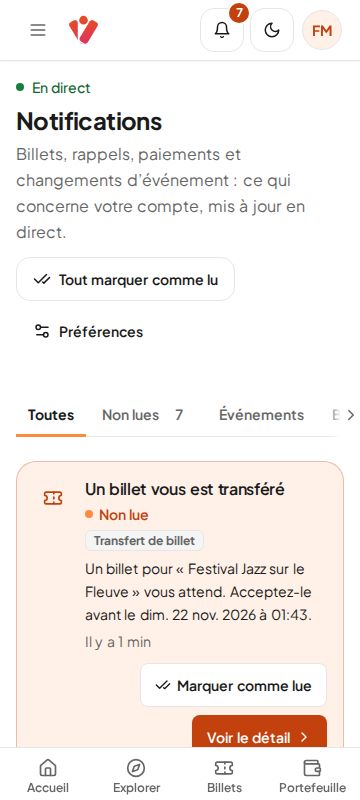 7
FM
En direct
Notifications
Billets, rappels, paiements et
changements d’événement : ce qui
concerne votre compte, mis à jour en
direct.
Tout marquer comme lu
Préférences
Toutes
Non lues 7
Événements
Un billet vous est transféré
Non lue
Transfert de billet
Un billet pour « Festival Jazz sur le
Fleuve » vous attend. Acceptez-le
avant le dim. 22 nov. 2026 à 01:43.
Il y a 1 min
Marquer comme lue
Voir le détail
Accueil
Explorer
Billets
Portefeuille